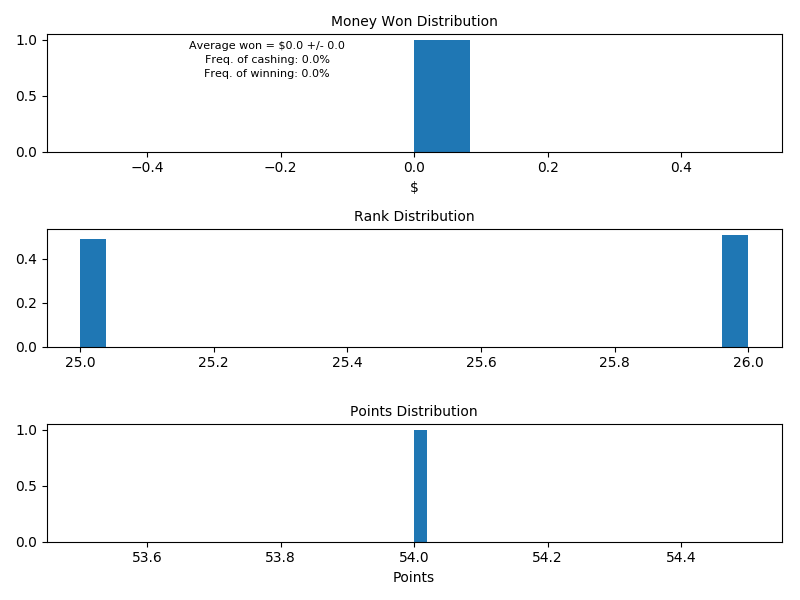 Money Won Distribution
Average won = $0.0 +/- 0.0
Freq. of cashing: 0.0%
Freq. of winning: 0.0%
1.0
0.5
0.0
−0.4 −0.2 0.0 0.2 0.4
$
Rank Distribution
0.4
0.2
0.0
25.0 25.2 25.4 25.6 25.8 26.0
Points Distribution
1.0
0.5
0.0
53.6 53.8 54.0 54.2 54.4
Points